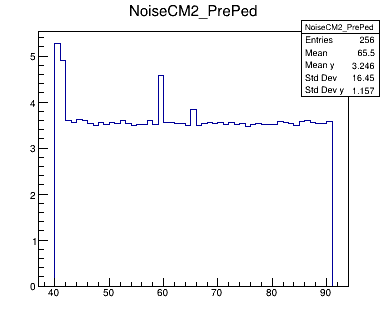 NoiseCM2_PrePed
NoiseCM2_PrePed
Entries 256
Mean 65.5
Mean y 3.246
Std Dev 16.45
Std Dev y 1.157
5
4
3
2
1
0
40 50 60 70 80 90